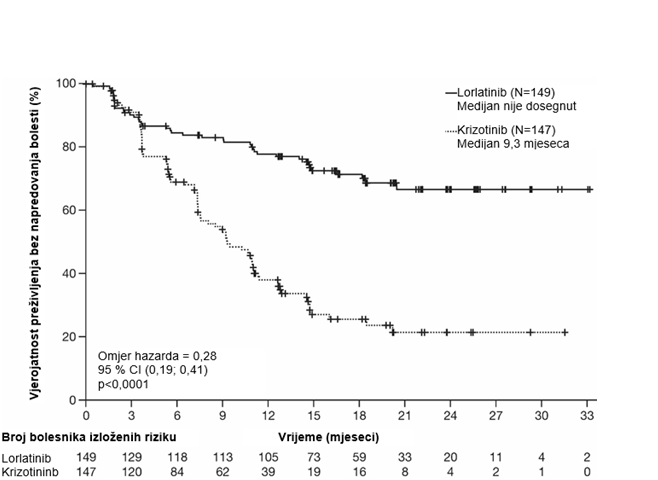 Vjerojatnost preživljenja bez napredovanja bolesti (%)
100
80
60
40
20
0
Lorlatinib (N=149)
Medijan nije dosegnut
Krizotinib (N=147)
Medijan 9,3 mjeseca
Omjer hazarda = 0,28
95 % CI (0,19; 0,41)
p<0,0001
0 3 6 9 12 15 18 21 24 27 30 33
Broj bolesnika izloženih riziku Vrijeme (mjeseci)
Lorlatinib 149 129 118 113 105 73 59 33 20 11 4 2
Krizotininb 147 120 84 62 39 19 16 8 4 2 1 0